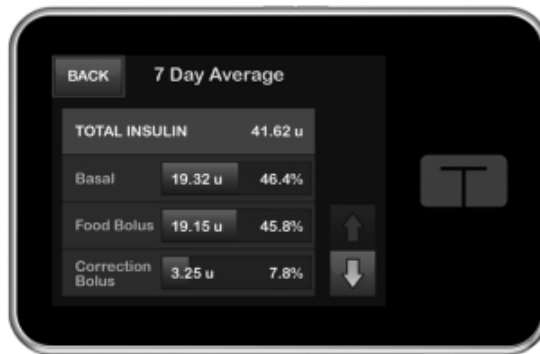 BACK 7 Day Average
TOTAL INSULIN 41.62 u
Basal 19.32 u 46.4%
Food Bolus 19.15 u 45.8%
Correction
Bolus 3.25 u 7.8%